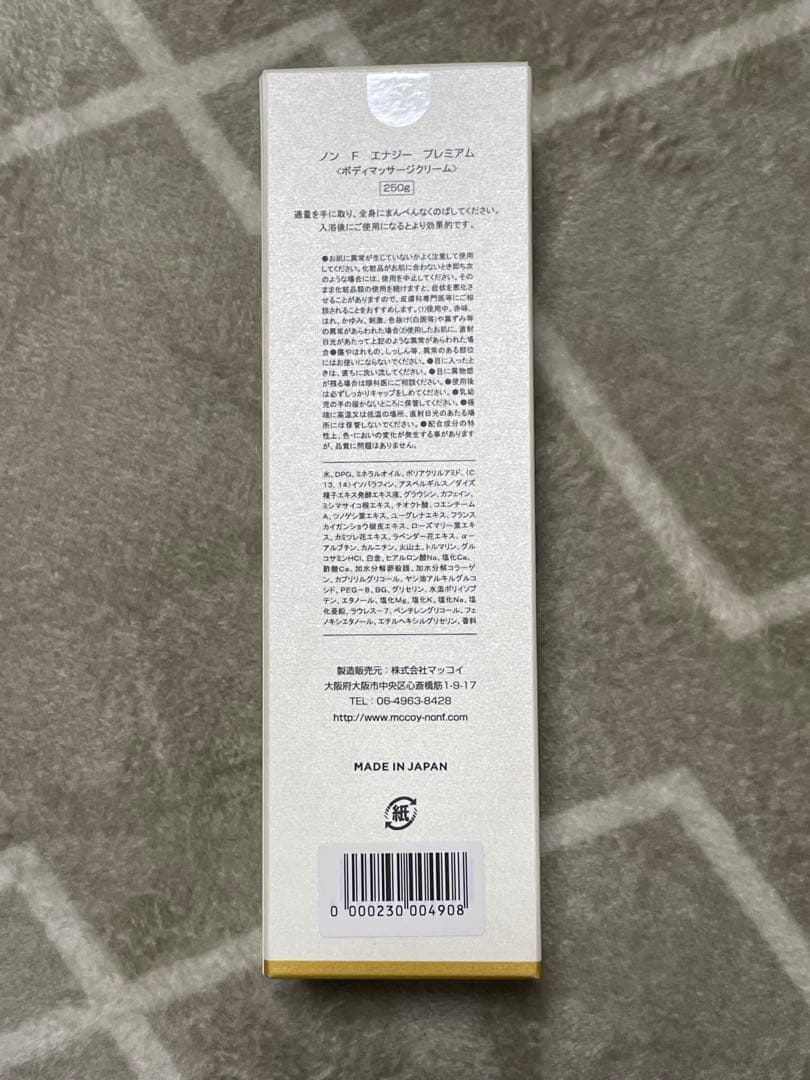 ノン F エナジー プレミアム
〈ボディマッサージクリーム〉
250g
適量を手に取り、全身にまんべんなくのばしてください。
入浴後にご使用になるとより効果的です。
●お肌に異常が生じていないかよく注意して使用
してください。化粧品がお肌に合わないとき即ち次
のような場合には、使用を中止してください。その
まま化粧品類の使用を続けますと、症状を悪化さ
せることがありますので、皮膚科専門医等にご相
談されることをおすすめします。(1)使用中、赤味、
はれ、かゆみ、刺激、色抜け(白斑等)や黒ずみ等
の異常があらわれた場合(2)使用したお肌に、直射
日光があたって上記のような異常があらわれた場
合●傷やはれもの、しっしん等、異常のある部位
にはお使いにならないでください。●目に入ったと
きは、直ちに洗い流してください。●目に異物感
が残る場合は眼科医にご相談ください。●使用後
は必ずしっかりキャップをしめてください。●乳幼
児の手の届かないところに保管してください。●極
端に高温又は低温の場所、直射日光のあたる場
所には保管しないでください。●配合成分の特
性上、色・においの変化が発生する事があります
が、品質に問題はありません。
水、DPG、ミネラルオイル、ポリアクリルアミド、(C
13、14)イソパラフィン、アスペルギルス／ダイズ
種子エキス発酵エキス液、グラウシン、カフェイン、
ミシマサイコ根エキス、チオクト酸、コエンチーム
A、ツノゲシ葉エキス、ユーグレナエキス、フランス
カイガンショウ樹皮エキス、ローズマリー葉エキ
ス、カミツレ花エキス、ラベンダー花エキス、α－
アルブチン、カルニチン、火山土、トルマリン、グル
コサミンHCl、白金、ヒアルロン酸Na、塩化Ca、
酢酸Ca、加水分解卵殻膜、加水分解コラーゲ
ン、カプリリルグリコール、ヤシ油アルキルグルコ
シド、PEG－8、BG、グリセリン、水添ポリイソブ
テン、エタノール、塩化Mg、塩化K、塩化Na、塩
化亜鉛、ラウレス－7、ペンチレングリコール、フェ
ノキシエタノール、エチルヘキシルグリセリン、香料
製造販売元：株式会社マッコイ
大阪府大阪市中央区心斎橋筋1-9-17
TEL：06-4963-8428
http://www.mccoy-nonf.com
MADE IN JAPAN
紙
0 000230 004908